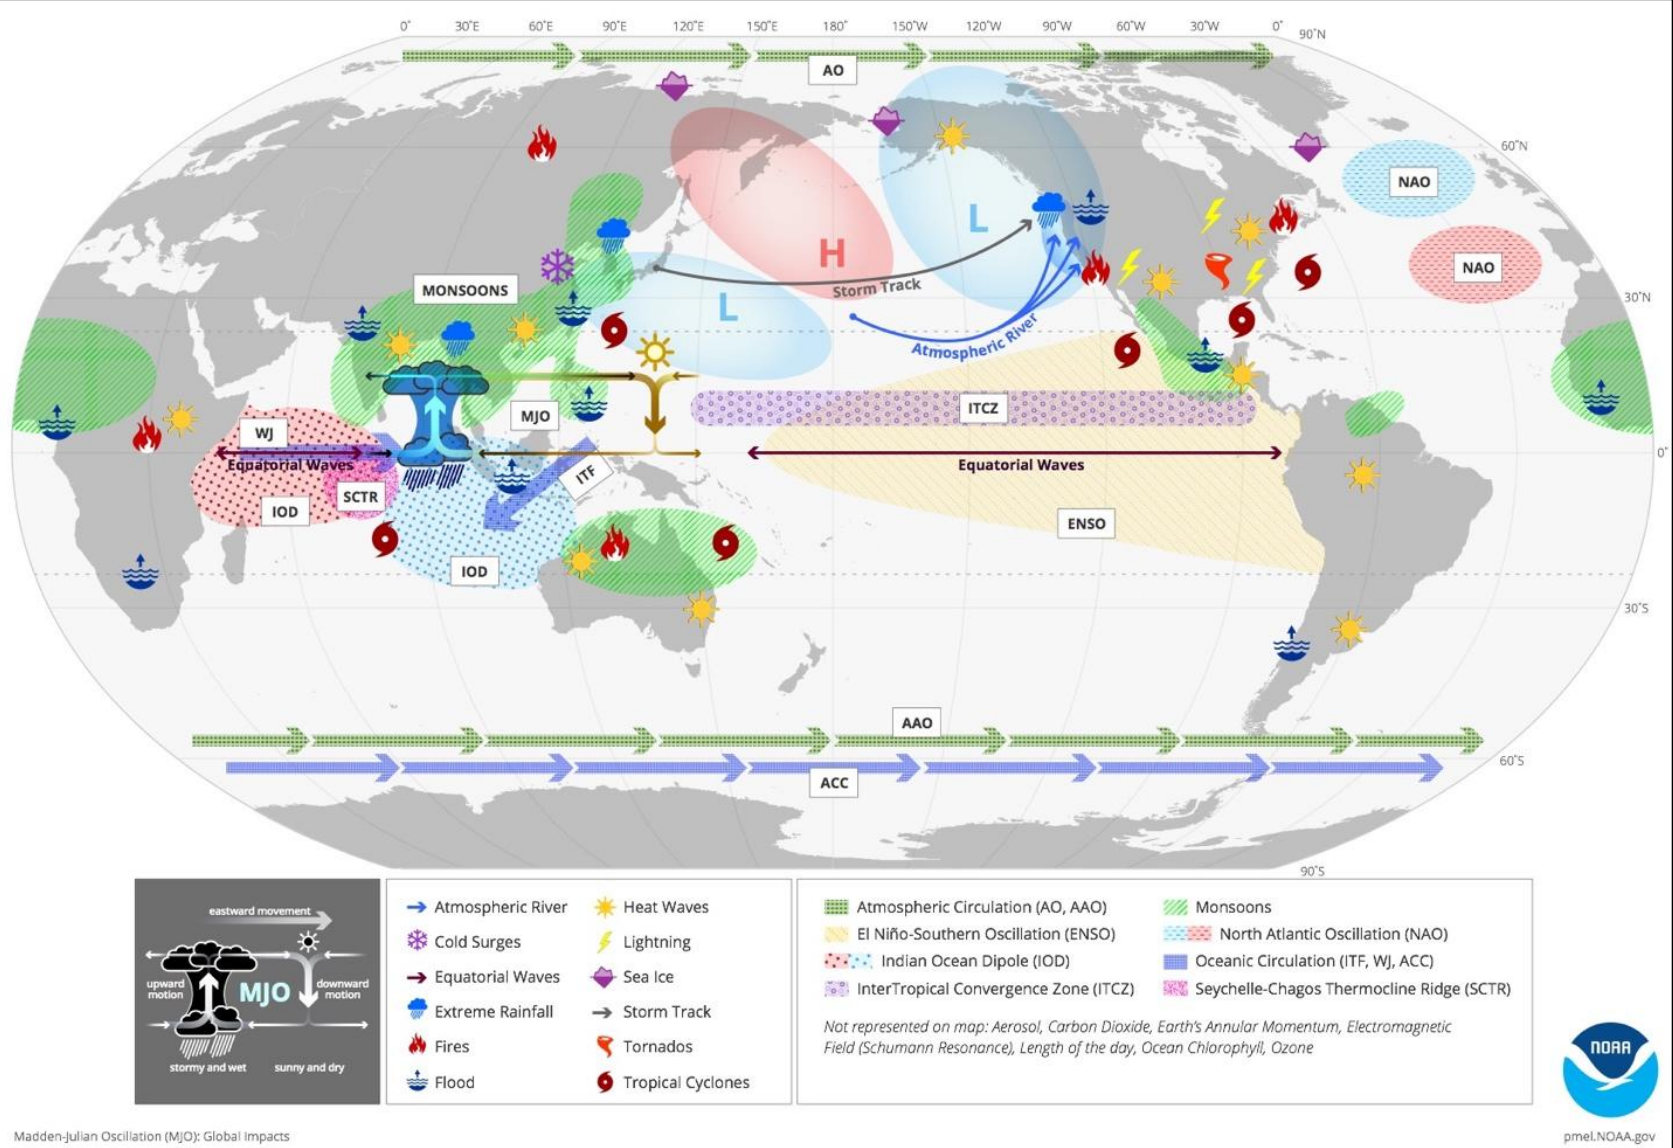 0° 30°E 60°E 90°E 120°E 150°E 180° 150°W 120°W 90°W 60°W 30°W 0°
90°N
AO
60°N
NAO
L
H
NAO
MONSOONS
Storm Track
30°N
L
Atmospheric River
ITCZ
MJO
WJ
0°
Equatorial Waves
Equatorial Waves
ITF
SCTR
IOD
ENSO
IOD
30°S
AAO
60°S
ACC
90°S
eastward movement
upward
motion
MJO
downward
motion
stormy and wet
sunny and dry
Atmospheric River
Cold Surges
Equatorial Waves
Extreme Rainfall
Fires
Flood
Heat Waves
Lightning
Sea Ice
Storm Track
Tornados
Tropical Cyclones
Atmospheric Circulation (AO, AAO)
El Niño-Southern Oscillation (ENSO)
Indian Ocean Dipole (IOD)
InterTropical Convergence Zone (ITCZ)
Monsoons
North Atlantic Oscillation (NAO)
Oceanic Circulation (ITF, WJ, ACC)
Seychelle-Chagos Thermocline Ridge (SCTR)
Not represented on map: Aerosol, Carbon Dioxide, Earth's Annular Momentum, Electromagnetic
Field (Schumann Resonance), Length of the day, Ocean Chlorophyll, Ozone
NOAA
Madden-Julian Oscillation (MJO): Global Impacts
pmel.NOAA.gov